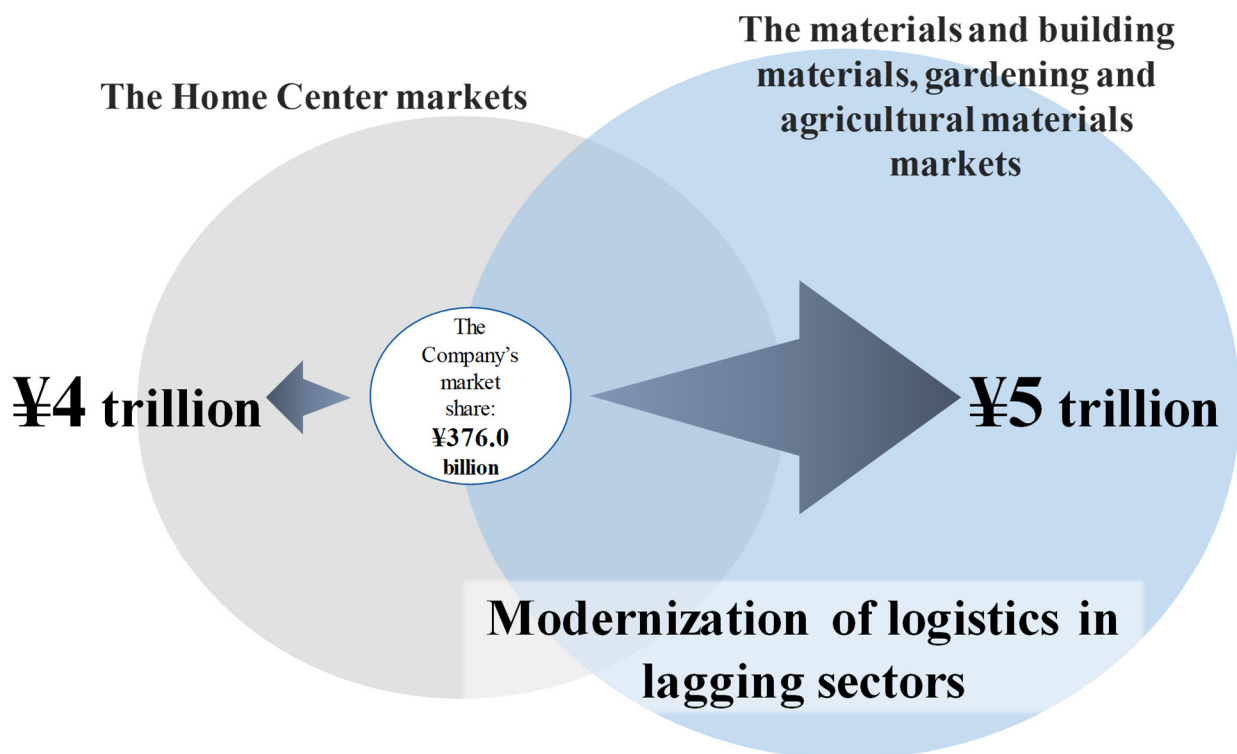 The Home Center markets
The materials and building
materials, gardening and
agricultural materials
markets
¥4 trillion
The
Company’s
market
share:
¥376.0
billion
¥5 trillion
Modernization of logistics in
lagging sectors